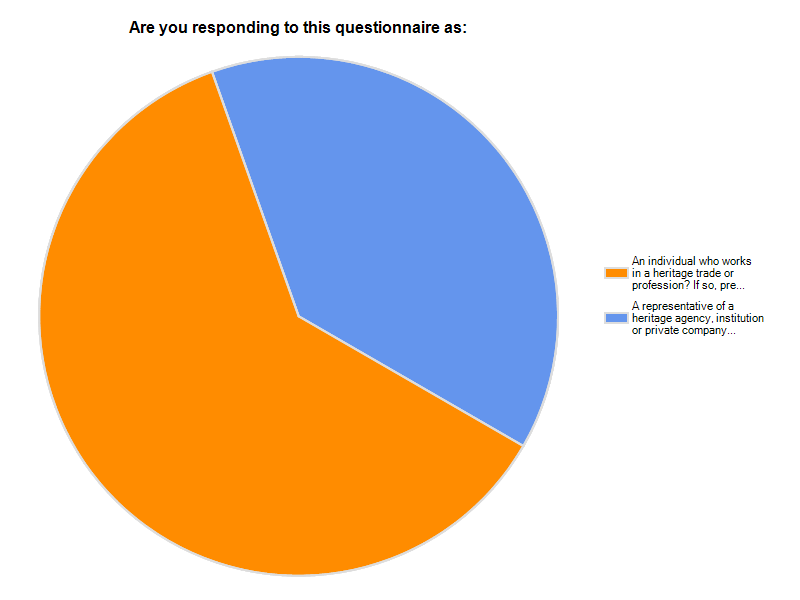 Are you responding to this questionnaire as:
An individual who works
in a heritage trade or
profession? If so, pre...
A representative of a
heritage agency, institution
or private company...